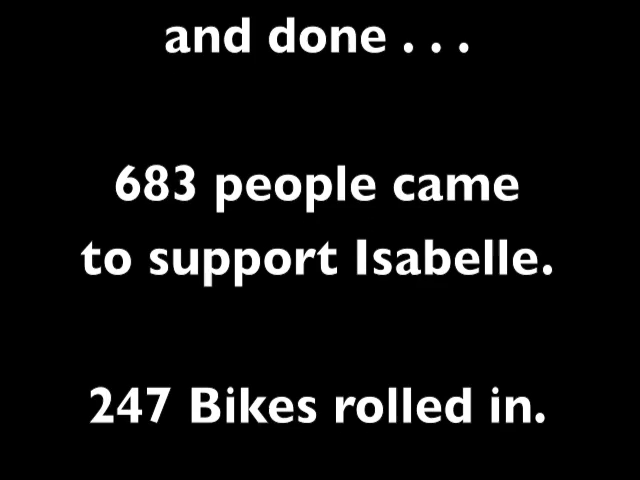 and done . . .
683 people came
to support Isabelle.
247 Bikes rolled in.